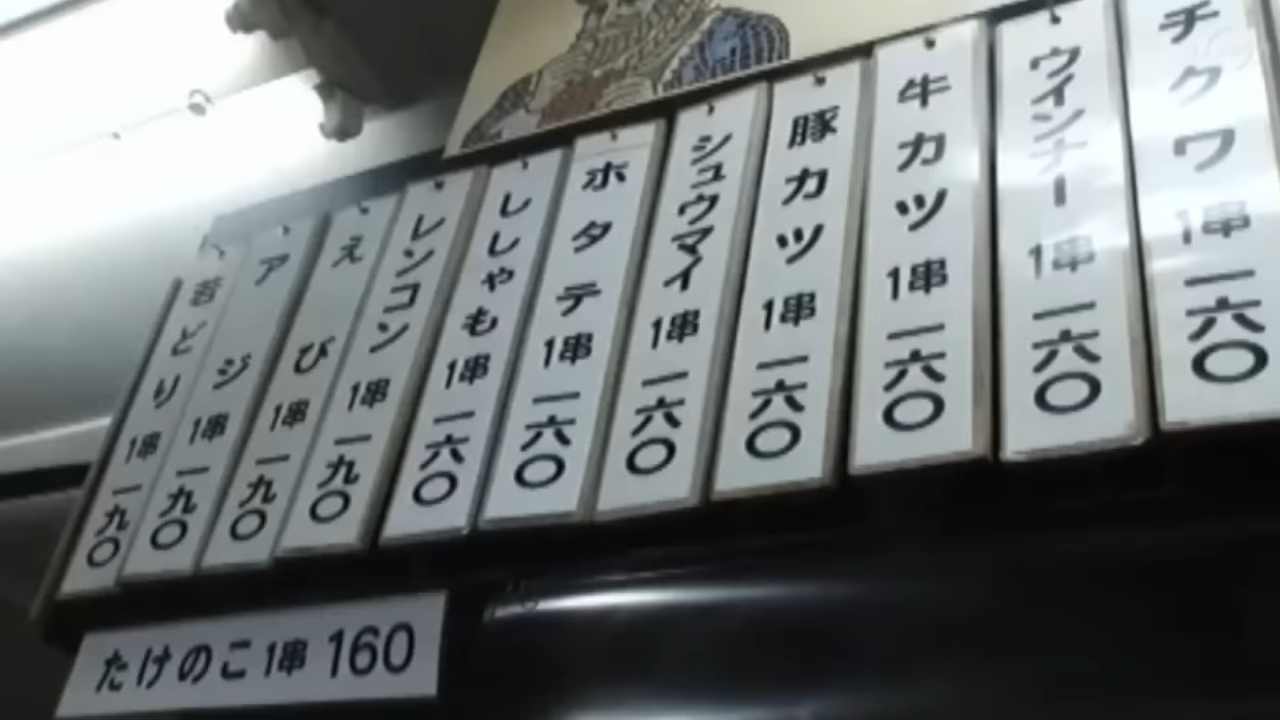 チクワ 1串 一六〇
ウインナー 1串 一六〇
牛カツ 1串 一六〇
豚カツ 1串 一六〇
シュウマイ 1串 一六〇
ホタテ 1串 一六〇
ししゃも 1串 一六〇
レンコン 1串 一九〇
えび 1串 一九〇
アジ 1串 一九〇
若どり 1串 一九〇
たけのこ 1串 160